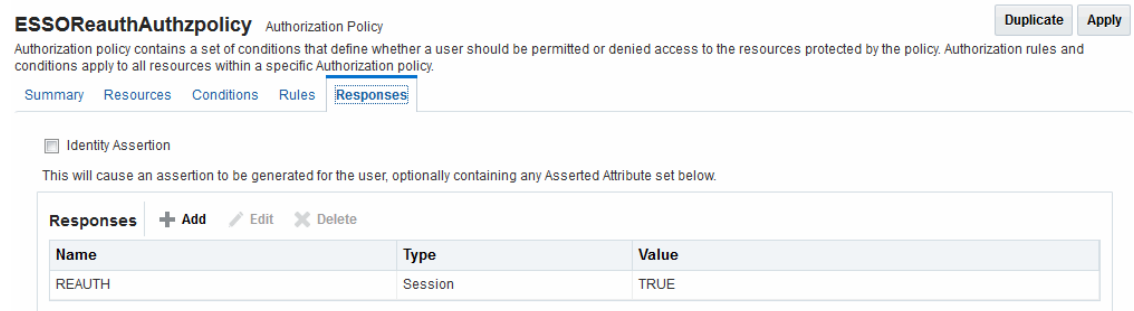 ESSOReauthAuthzpolicy Authorization Policy Duplicate Apply
Authorization policy contains a set of conditions that define whether a user should be permitted or denied access to the resources protected by the policy. Authorization rules and
conditions apply to all resources within a specific Authorization policy.
Summary Resources Conditions Rules Responses
Identity Assertion
This will cause an assertion to be generated for the user, optionally containing any Asserted Attribute set below.
Responses Add Edit Delete
Name Type Value
REAUTH Session TRUE